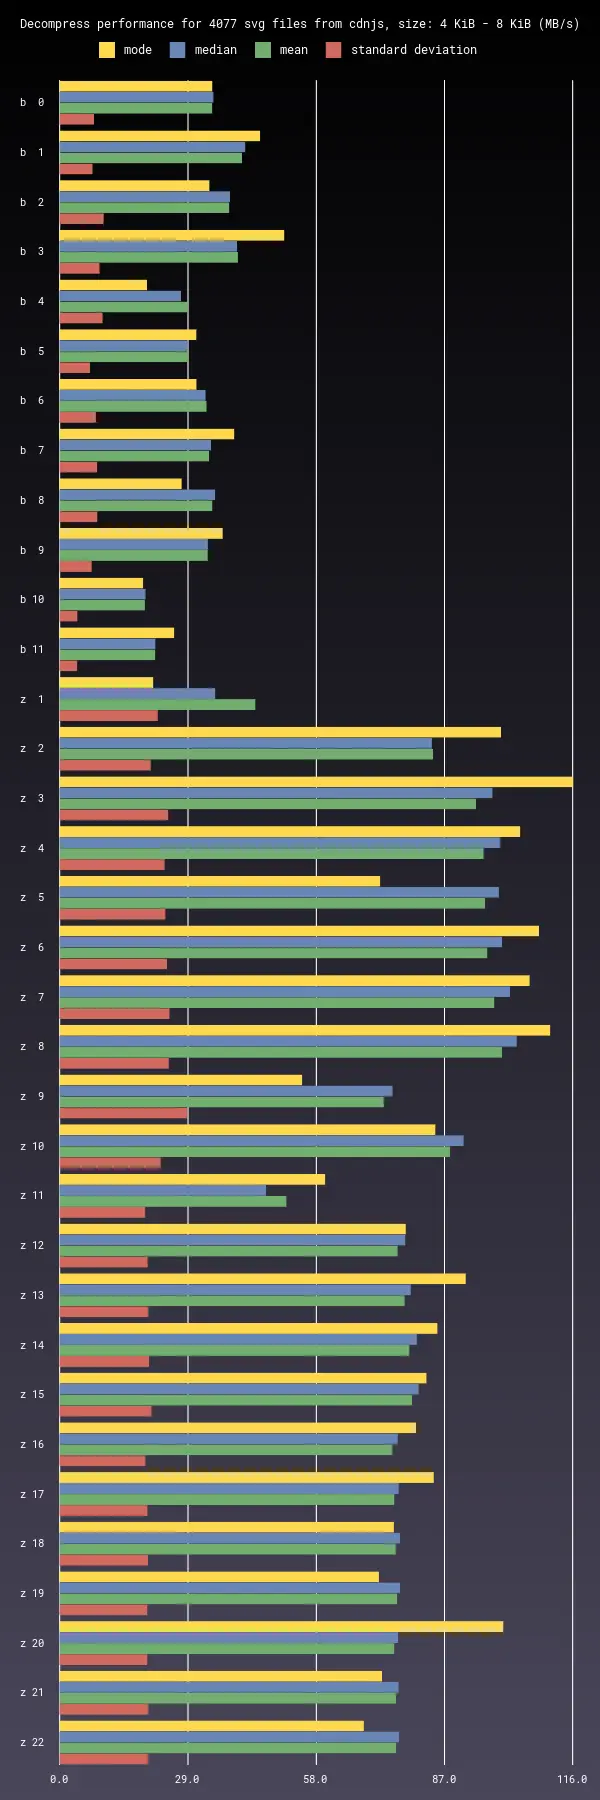 Decompress performance for 4077 svg files from cdnjs, size: 4 KiB - 8 KiB (MB/s)
mode median mean standard deviation
b 0
b 1
b 2
b 3
b 4
b 5
b 6
b 7
b 8
b 9
b 10
b 11
z 1
z 2
z 3
z 4
z 5
z 6
z 7
z 8
z 9
z 10
z 11
z 12
z 13
z 14
z 15
z 16
z 17
z 18
z 19
z 20
z 21
z 22
0.0 29.0 58.0 87.0 116.0